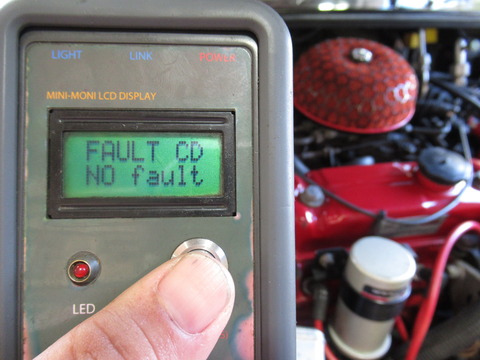 LIGHT LINK POWER
MINI-MONI LCD DISPLAY
FAULT CD
NO fault
LED